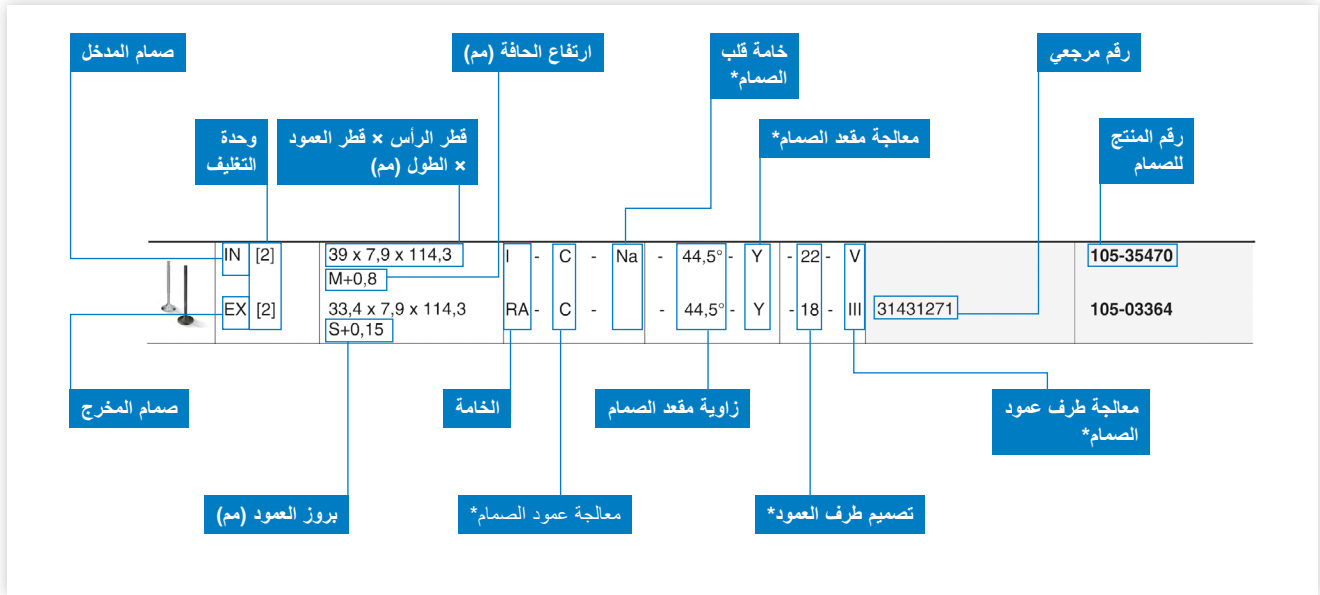 صمام المدخل
ارتفاع الحافة (مم)
خامة قلب
الصمام*
رقم مرجعي
وحدة
التغليف
قطر الرأس × قطر العمود
× الطول (مم)
معالجة مقعد الصمام*
رقم المنتج
للصمام
IN [2] 39 x 7,9 x 114,3 I - C - Na - 44,5° - Y - 22 - V 105-35470
M+0,8
EX [2] 33,4 x 7,9 x 114,3 RA - C - - 44,5° - Y - 18 - III 31431271 105-03364
S+0,15
صمام المخرج
الخامة
زاوية مقعد الصمام
معالجة طرف عمود
الصمام*
بروز العمود (مم)
معالجة عمود الصمام*
تصميم طرف العمود*